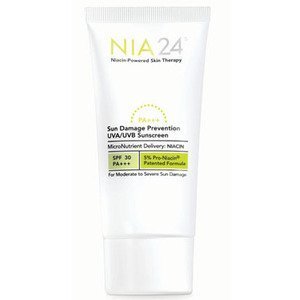 NIA24
Niacin-Powered Skin Therapy
PA+++
Sun Damage Prevention
UVA/UVB Sunscreen
MicroNutrient Delivery: NIACIN
SPF 30
PA+++
5% Pro-Niacin®
Patented Formula
For Moderate to Severe Sun Damage